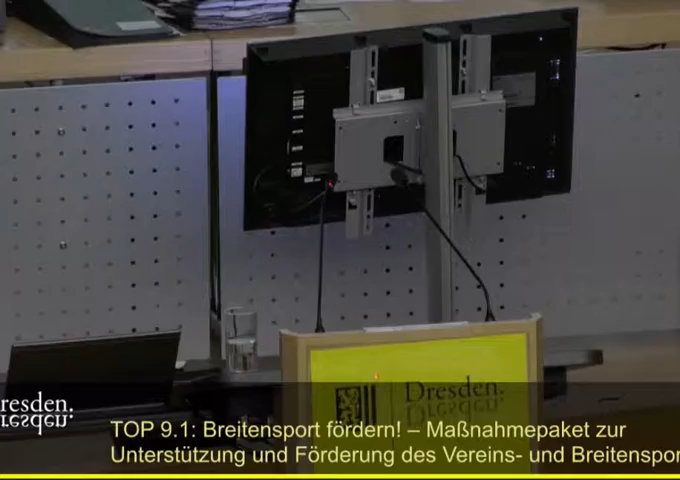 Dresden.
resden.
TOP 9.1: Breitensport fördern! – Maßnahmepaket zur
Unterstützung und Förderung des Vereins- und Breitenspor